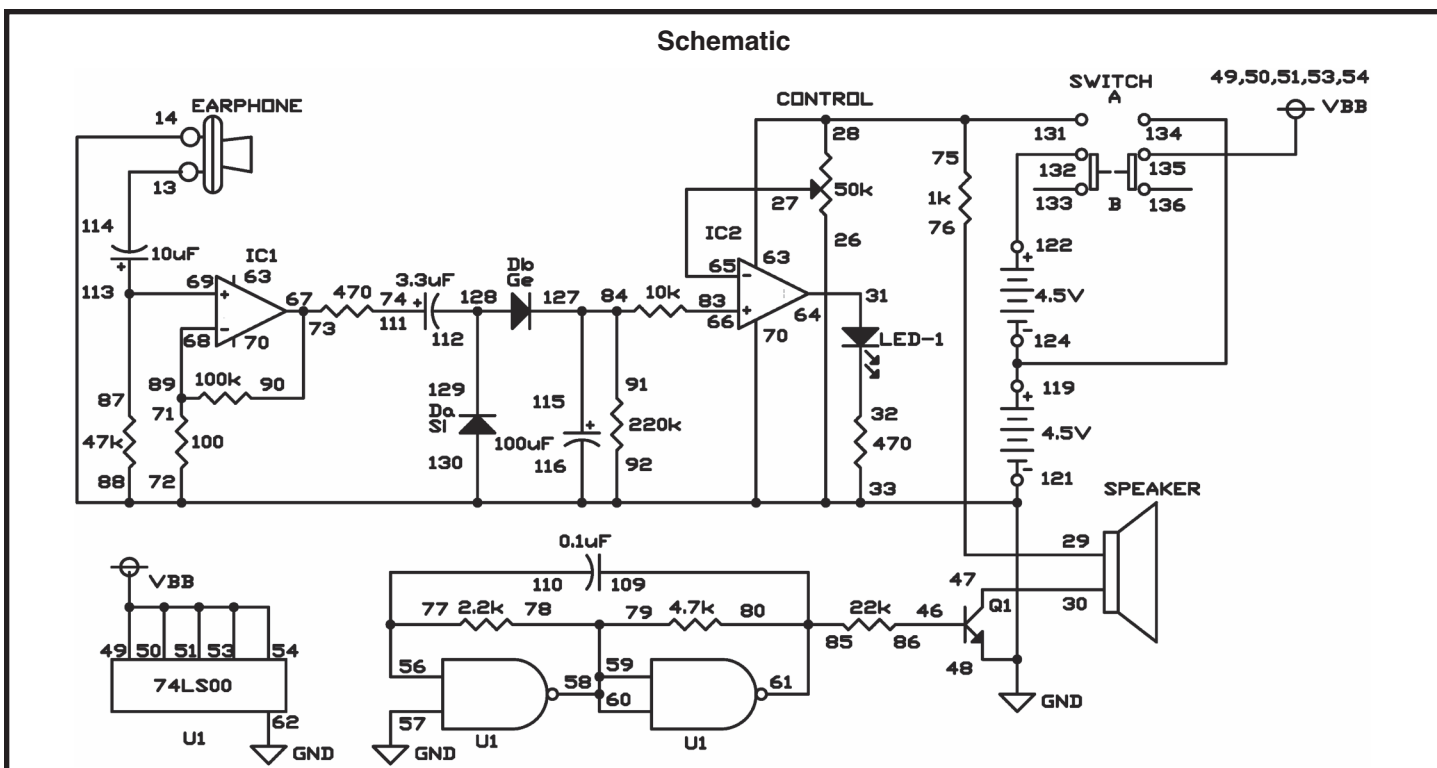 Schematic
49,50,51,53,54
VBB
SWITCH
A
131
134
132
135
133
B
136
EARPHONE
14
13
CONTROL
28
50k
27
26
75
1k
76
114
10uF
+
113
IC1
69
63
+
-
68
70
67
73
470
74
111
3.3uF
+
112
128
Db
Ge
127
84
10k
83
66
65
IC2
63
-
+
70
64
31
LED-1
32
470
33
122
+
4.5V
-
124
119
+
4.5V
-
121
87
47k
88
89
100k
90
71
100
72
129
Da
SI
130
115
+
100uF
116
91
220k
92
SPEAKER
29
30
VBB
49
50
51
53
54
74LS00
62
U1
GND
0.1uF
110
109
77
2.2k
78
79
4.7k
80
56
57
58
59
60
61
U1
U1
GND
22k
85
86
46
47
Q1
48
GND